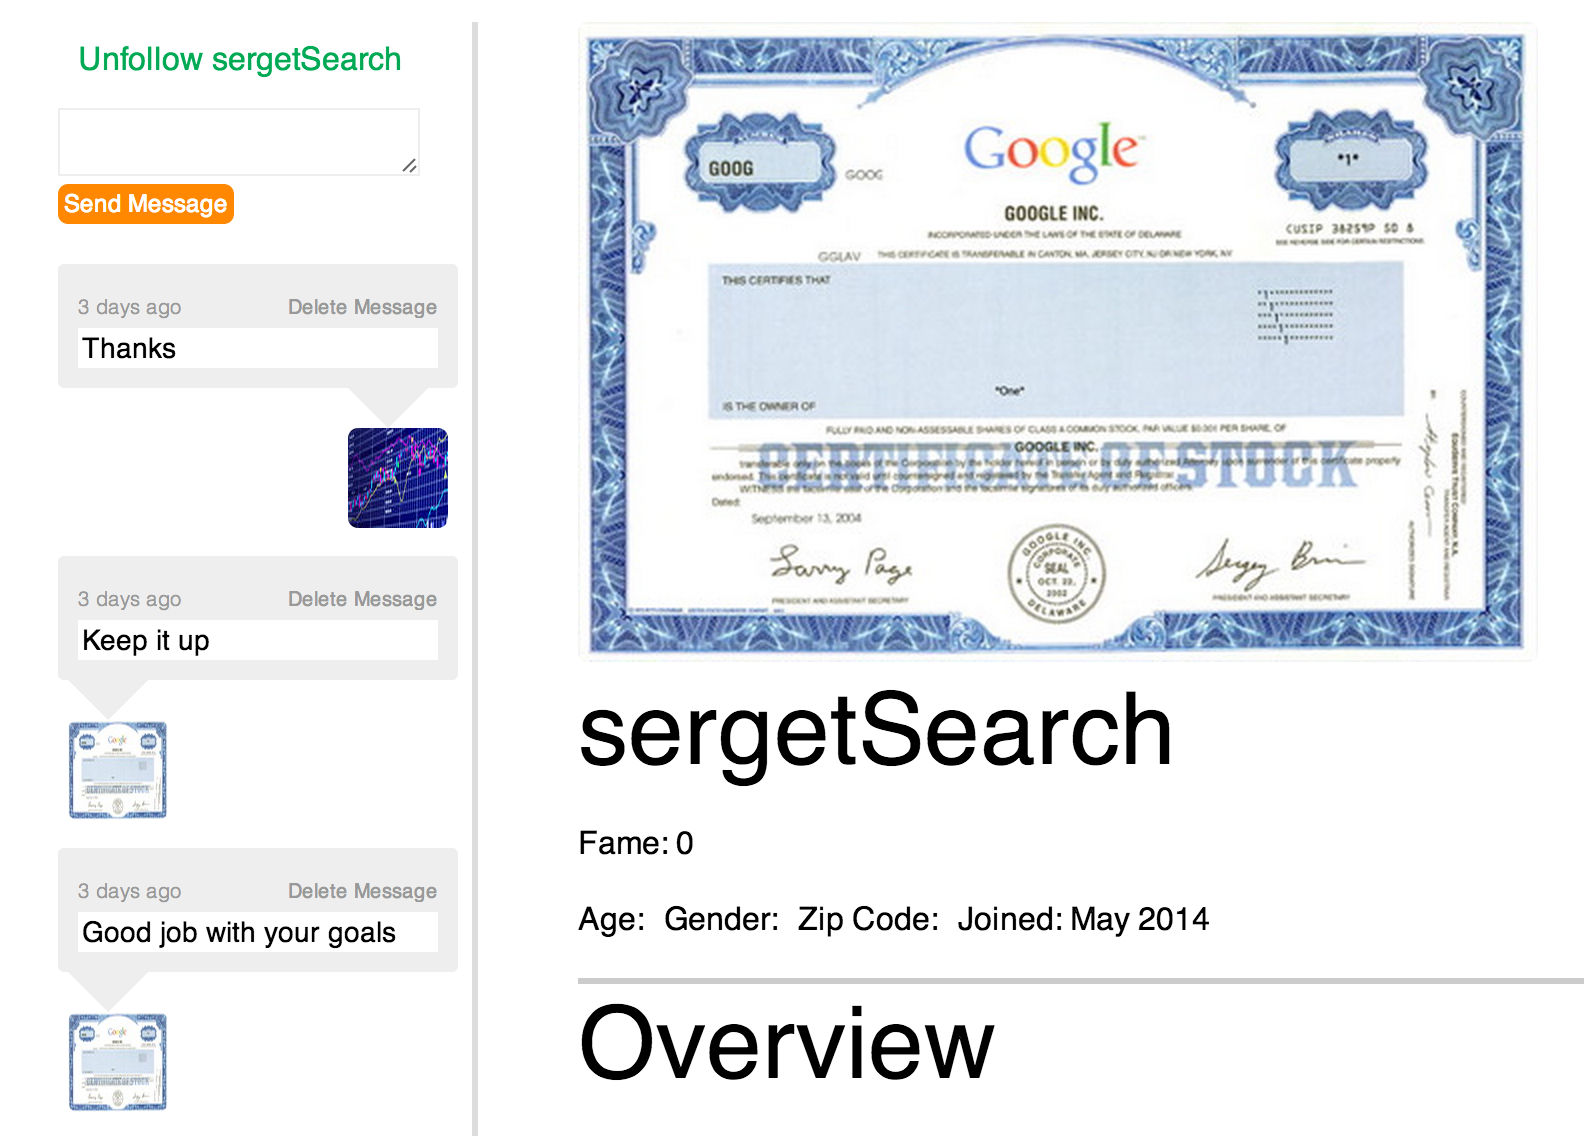 Unfollow sergetSearch
Send Message
3 days ago Delete Message
Thanks
3 days ago Delete Message
Keep it up
3 days ago Delete Message
Good job with your goals
GOOG
GOOG
Google
*1*
GOOGLE INC.
INCORPORATED UNDER THE LAWS OF THE STATE OF DELAWARE
CUSIP 38259P 50 8
SEE REVERSE SIDE FOR CERTAIN RESTRICTIONS
GGLAV
THIS CERTIFICATE IS TRANSFERABLE IN CANTON, MA, JERSEY CITY, NJ OR NEW YORK, NY
THIS CERTIFIES THAT
*One*
IS THE OWNER OF
FULLY PAID AND NON-ASSESSABLE SHARES OF CLASS A COMMON STOCK, PAR VALUE $0.001 PER SHARE, OF
GOOGLE INC.
CERTIFICATE OF STOCK
transferable only on the books of the Corporation by the holder hereof in person or by duly authorized Attorney upon surrender of this certificate properly
endorsed. This certificate is not valid until countersigned and registered by the Transfer Agent and Registrar.
WITNESS the facsimile seal of the Corporation and the facsimile signatures of its duly authorized officers.
Dated:
September 13, 2004
Larry Page
PRESIDENT AND ASSISTANT SECRETARY
GOOGLE INC.
CORPORATE
SEAL
OCT. 22,
2002
DELAWARE
Sergey Brin
PRESIDENT AND ASSISTANT SECRETARY
sergetSearch
Fame: 0
Age: Gender: Zip Code: Joined: May 2014
Overview